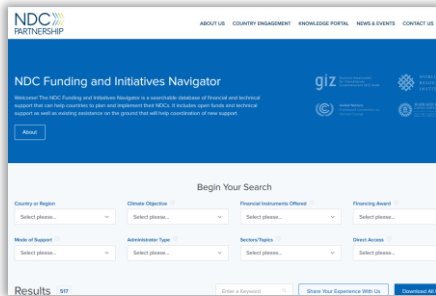 NDC
PARTNERSHIP
ABOUT US COUNTRY ENGAGEMENT KNOWLEDGE PORTAL NEWS & EVENTS CONTACT US
NDC Funding and Initiatives Navigator
Welcome! The NDC Funding and Initiatives Navigator is a searchable database of financial and technical
support that can help countries to plan and implement their NDCs. It includes open funds and technical
support as well as existing assistance on the ground that will help coordination of new support.
About
giz
Begin Your Search
Country or Region Climate Objective Financial Instruments Offered Financing Award
Select please... Select please... Select please... Select please...
Mode of Support Administrator Type Sectors/Topics Direct Access
Select please... Select please... Select please... Select please...
Results 517 Enter a Keyword Share Your Experience With Us Download All